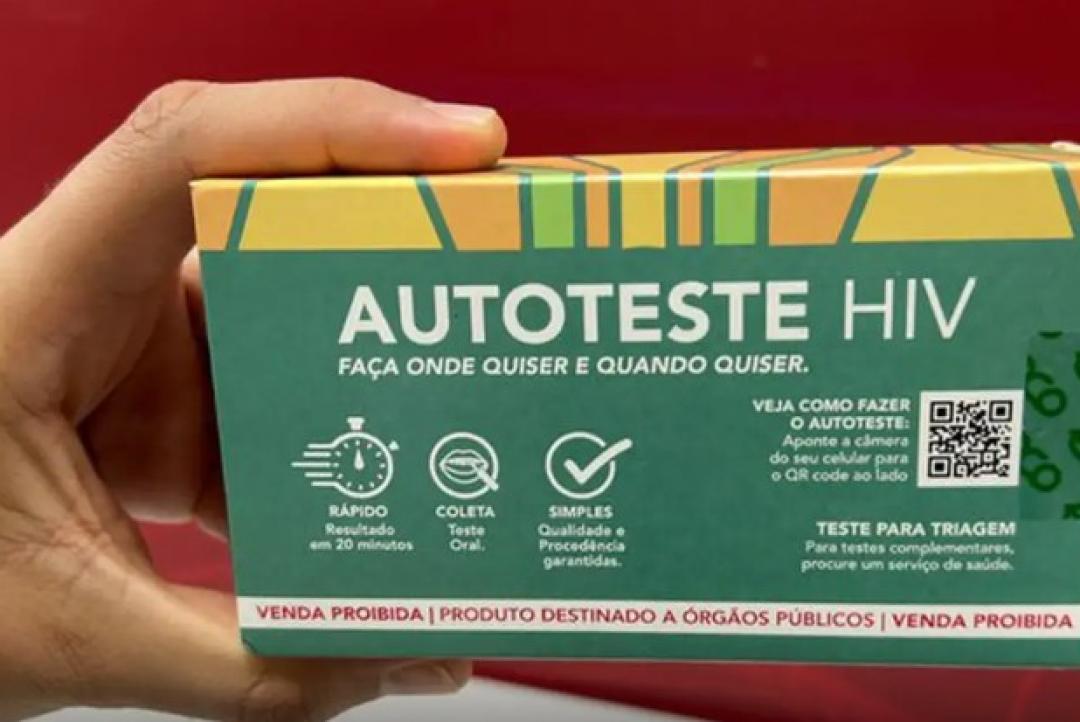 AUTOTESTE HIV
FAÇA ONDE QUISER E QUANDO QUISER.
VEJA COMO FAZER
O AUTOTESTE:
Aponte a câmera
do seu celular para
o QR code ao lado
RÁPIDO
Resultado
em 20 minutos
COLETA
Teste
Oral.
SIMPLES
Qualidade e
Procedência
garantidas.
TESTE PARA TRIAGEM
Para testes complementares,
procure um serviço de saúde.
VENDA PROIBIDA | PRODUTO DESTINADO A ÓRGÃOS PÚBLICOS | VENDA PROIBIDA